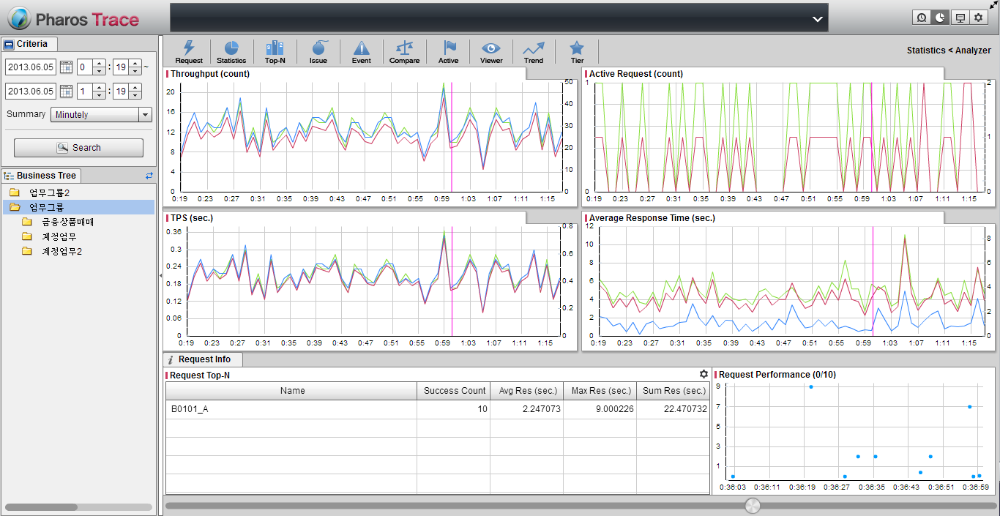 Pharos Trace
Criteria
2013.06.05 0 : 19 ~
2013.06.05 1 : 19
Summary Minutely
Search
Business Tree
업무그룹2
업무그룹
금융상품매매
계정업무
계정업무2
Request Statistics Top-N Issue Event Compare Active Viewer Trend Tier
Statistics < Analyzer
Throughput (count)
20
16
12
8
4
0
50
40
30
20
10
0
0:19 0:23 0:27 0:31 0:35 0:39 0:43 0:47 0:51 0:55 0:59 1:03 1:07 1:11 1:15
Active Request (count)
1
0
2
1
0
0:19 0:23 0:27 0:31 0:35 0:39 0:43 0:47 0:51 0:55 0:59 1:03 1:07 1:11 1:15
TPS (sec.)
0.36
0.3
0.24
0.18
0.12
0.06
0
0.8
0.6
0.4
0.2
0
0:19 0:23 0:27 0:31 0:35 0:39 0:43 0:47 0:51 0:55 0:59 1:03 1:07 1:11 1:15
Average Response Time (sec.)
12
10
8
6
4
2
0
8
6
4
2
0
0:19 0:23 0:27 0:31 0:35 0:39 0:43 0:47 0:51 0:55 0:59 1:03 1:07 1:11 1:15
i Request Info
Request Top-N
Name Success Count Avg Res (sec.) Max Res (sec.) Sum Res (sec.)
B0101_A 10 2.247073 9.000226 22.470732
Request Performance (0/10)
9
7
5
3
1
0:36:03 0:36:11 0:36:19 0:36:27 0:36:35 0:36:43 0:36:51 0:36:59